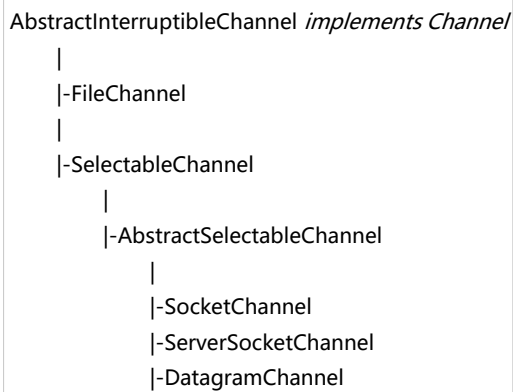 AbstractInterruptibleChannel implements Channel
|
|-FileChannel
|
|-SelectableChannel
|
|-AbstractSelectableChannel
|
|-SocketChannel
|-ServerSocketChannel
|-DatagramChannel